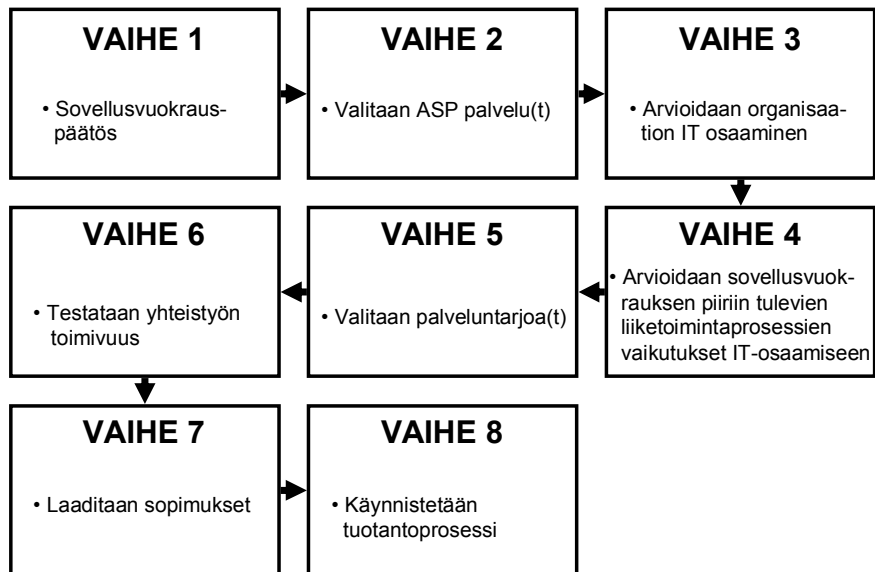 VAIHE 1
• Sovellusvuokraus-
päätös
VAIHE 2
• Valitaan ASP palvelu(t)
VAIHE 3
• Arvioidaan organisaa-
tion IT osaaminen
VAIHE 4
• Arvioidaan sovellusvuok-
rauksen piiriin tulevien
liiketoimintaprosessien
vaikutukset IT-osaamiseen
VAIHE 5
• Valitaan palveluntarjoa(t)
VAIHE 6
• Testataan yhteistyön
toimivuus
VAIHE 7
• Laaditaan sopimukset
VAIHE 8
• Käynnistetään
tuotantoprosessi